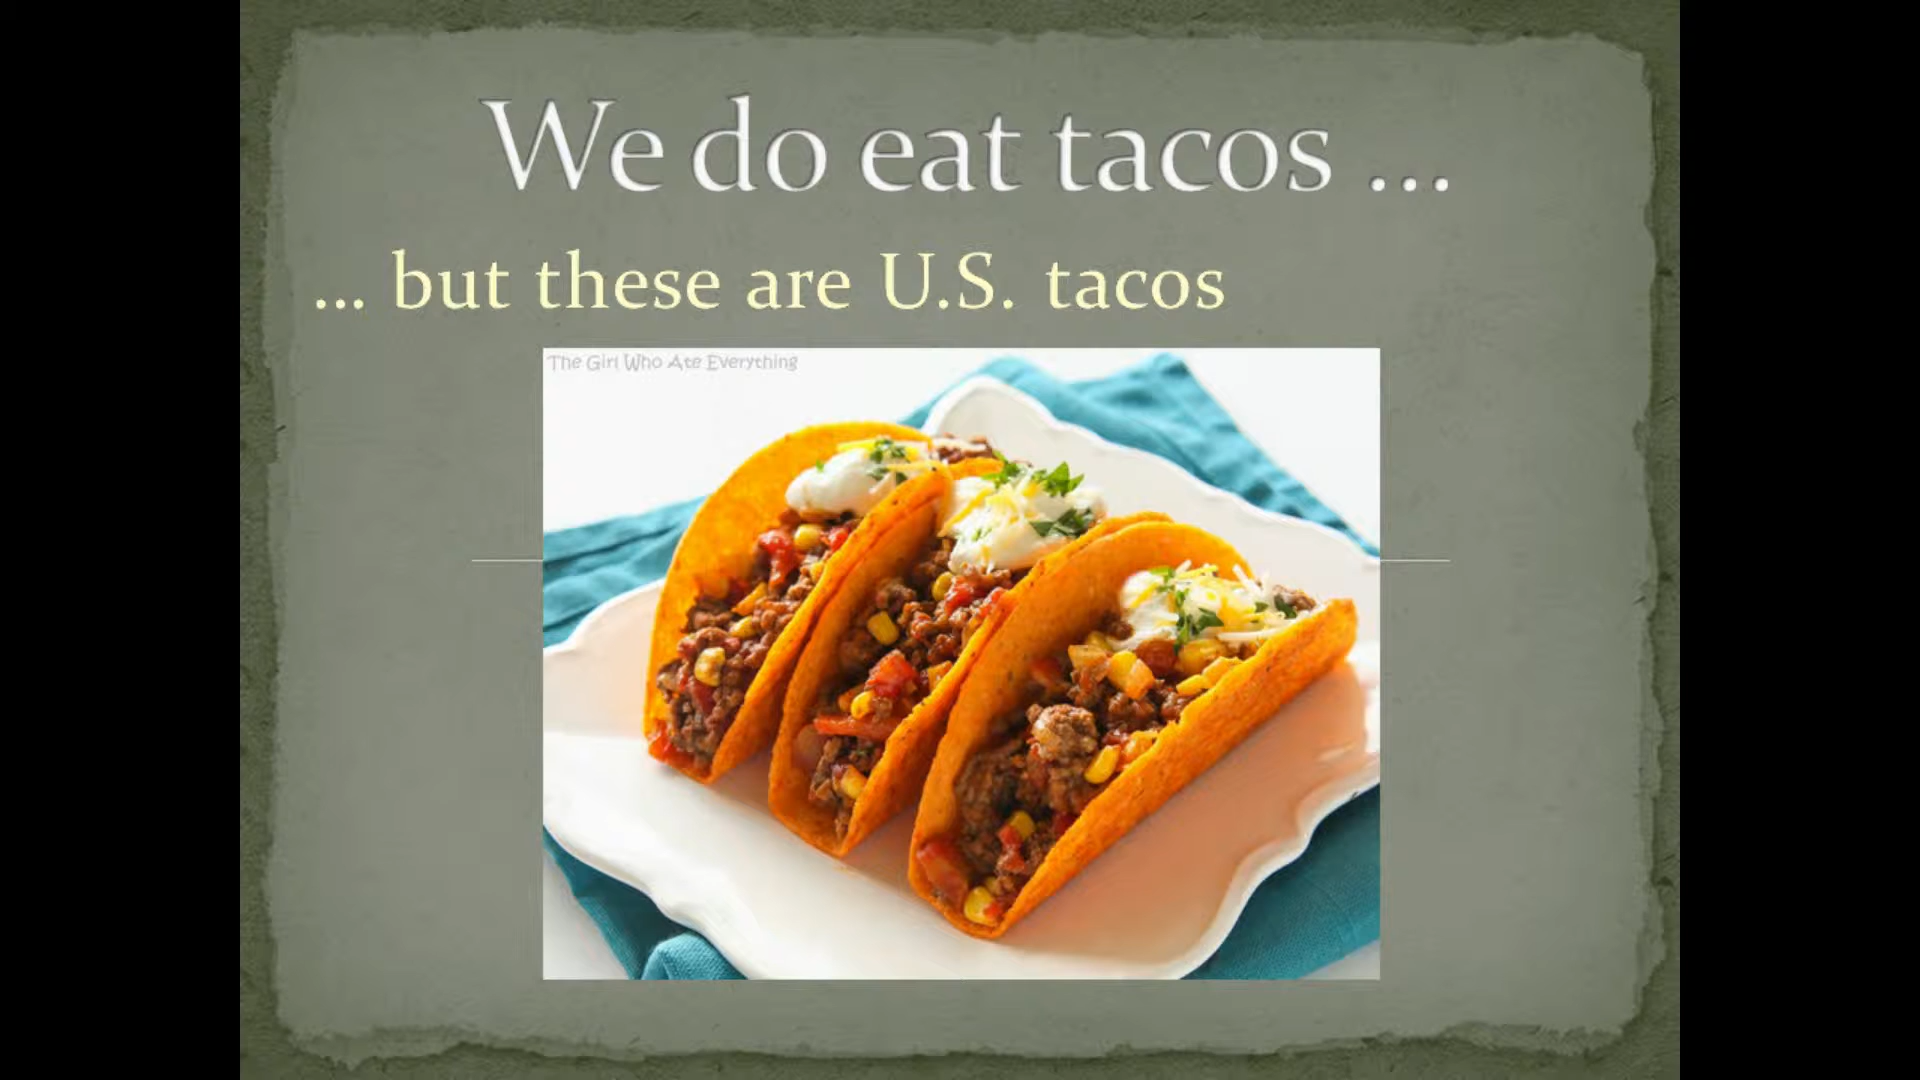 We do eat tacos ...
... but these are U.S. tacos
The Girl Who Ate Everything